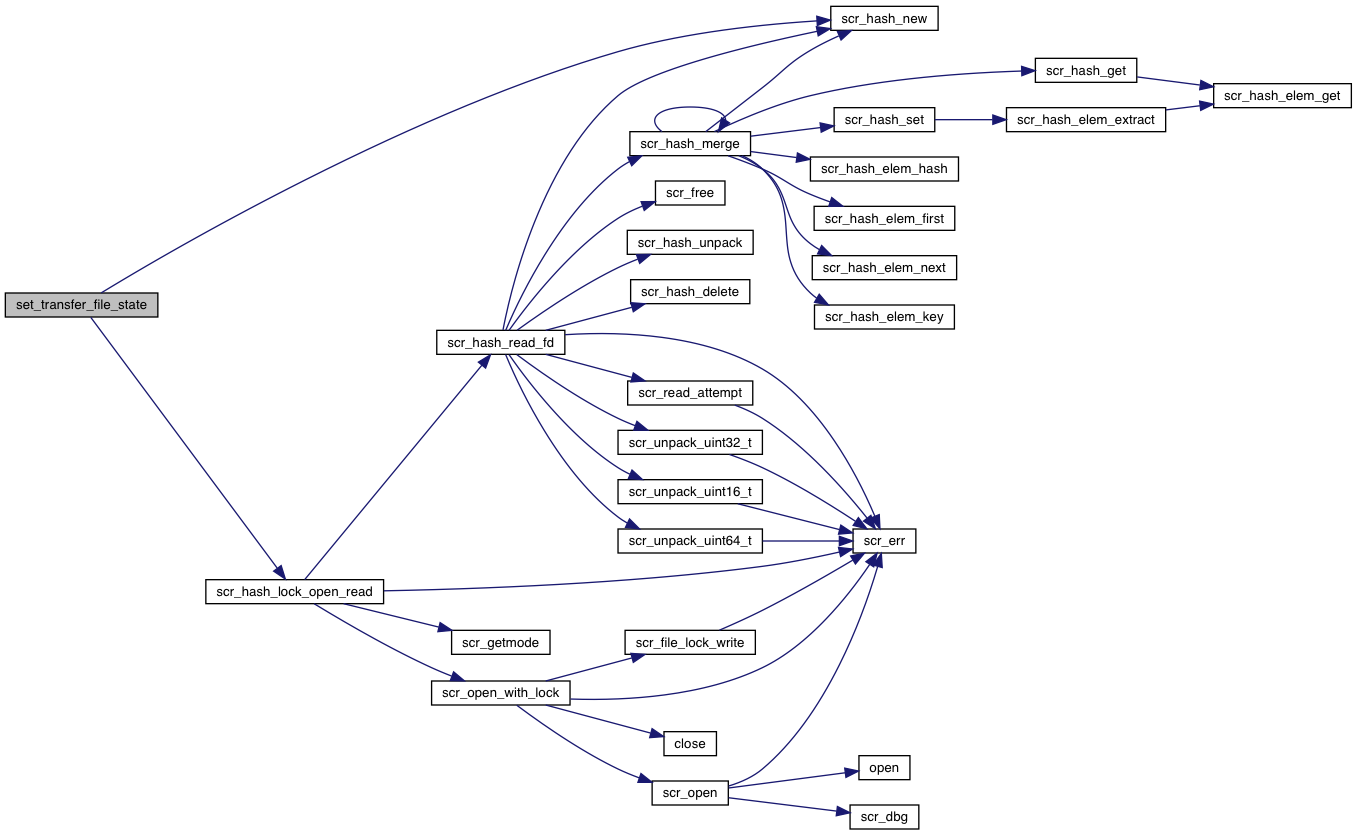 scr_hash_new
scr_hash_get
scr_hash_elem_get
scr_hash_set
scr_hash_elem_extract
scr_hash_merge
scr_hash_elem_hash
scr_free
scr_hash_elem_first
scr_hash_unpack
scr_hash_elem_next
scr_hash_delete
set_transfer_file_state
scr_hash_elem_key
scr_hash_read_fd
scr_read_attempt
scr_unpack_uint32_t
scr_unpack_uint16_t
scr_unpack_uint64_t
scr_err
scr_hash_lock_open_read
scr_getmode
scr_file_lock_write
scr_open_with_lock
close
open
scr_open
scr_dbg